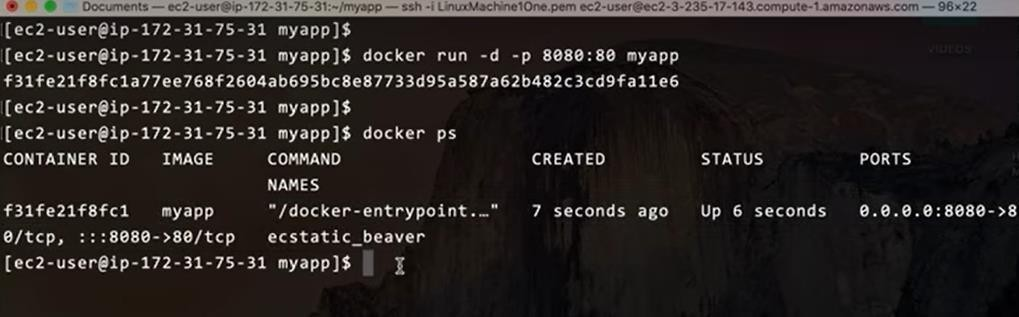 Documents — ec2-user@ip-172-31-75-31:~/myapp — ssh -i LinuxMachine1One.pem ec2-user@ec2-3-235-17-143.compute-1.amazonaws.com — 96×22
[ec2-user@ip-172-31-75-31 myapp]$
[ec2-user@ip-172-31-75-31 myapp]$ docker run -d -p 8080:80 myapp
f31fe21f8fc1a77ee768f2604ab695bc8e87733d95a587a62b482c3cd9fa11e6
[ec2-user@ip-172-31-75-31 myapp]$
[ec2-user@ip-172-31-75-31 myapp]$ docker ps
CONTAINER ID IMAGE COMMAND CREATED STATUS PORTS
NAMES
f31fe21f8fc1 myapp "/docker-entrypoint.…" 7 seconds ago Up 6 seconds 0.0.0.0:8080->8
0/tcp, :::8080->80/tcp ecstatic_beaver
[ec2-user@ip-172-31-75-31 myapp]$
VIDEOS